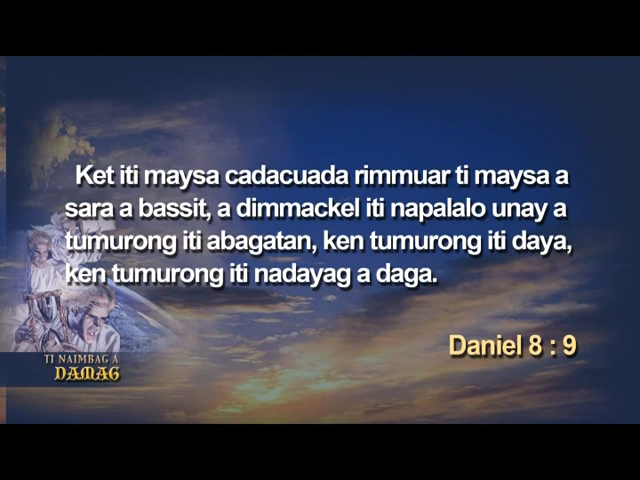 Ket iti maysa cadacuada rimmuar ti maysa a
sara a bassit, a dimmackel iti napalalo unay a
tumurong iti abagatan, ken tumurong iti daya,
ken tumurong iti nadayag a daga.
Daniel 8 : 9
TI NAIMBAG A
DAMAG